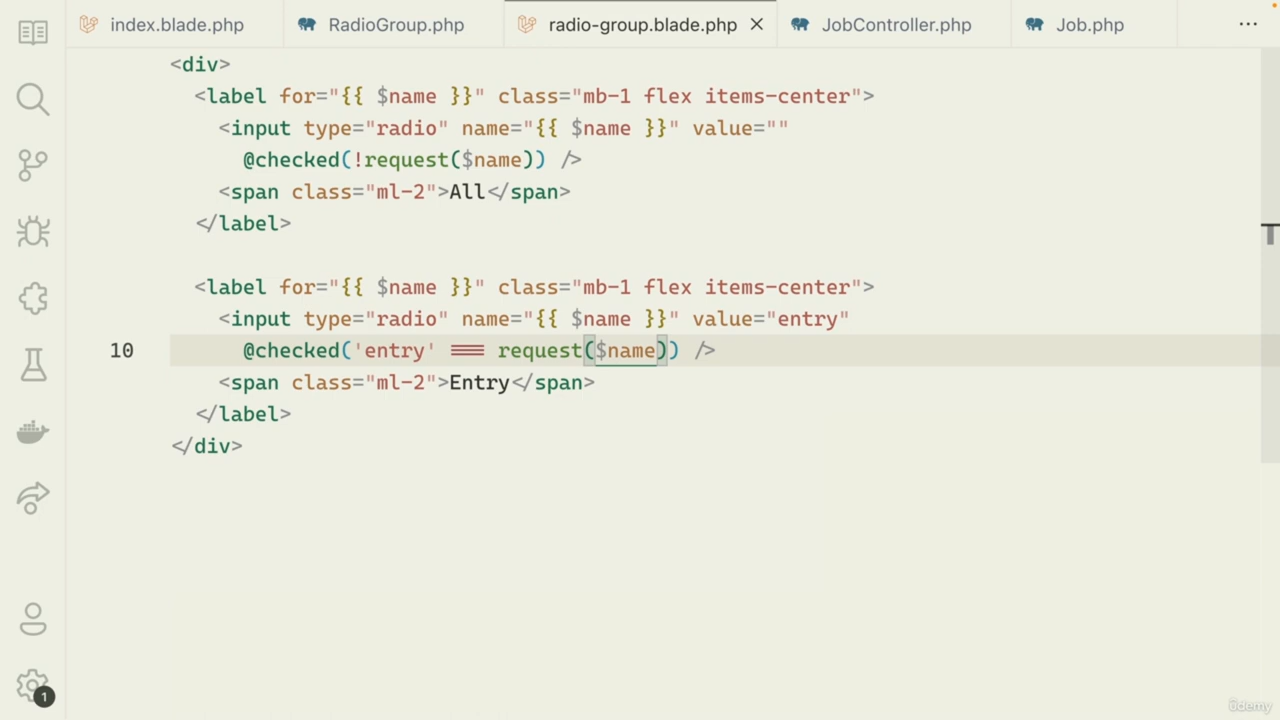 index.blade.php RadioGroup.php radio-group.blade.php JobController.php Job.php
<div>
<label for="{{ $name }}" class="mb-1 flex items-center">
<input type="radio" name="{{ $name }}" value=""
@checked(!request($name)) />
<span class="ml-2">All</span>
</label>
<label for="{{ $name }}" class="mb-1 flex items-center">
<input type="radio" name="{{ $name }}" value="entry"
10 @checked('entry' === request($name)) />
<span class="ml-2">Entry</span>
</label>
</div>
1
ûdemy